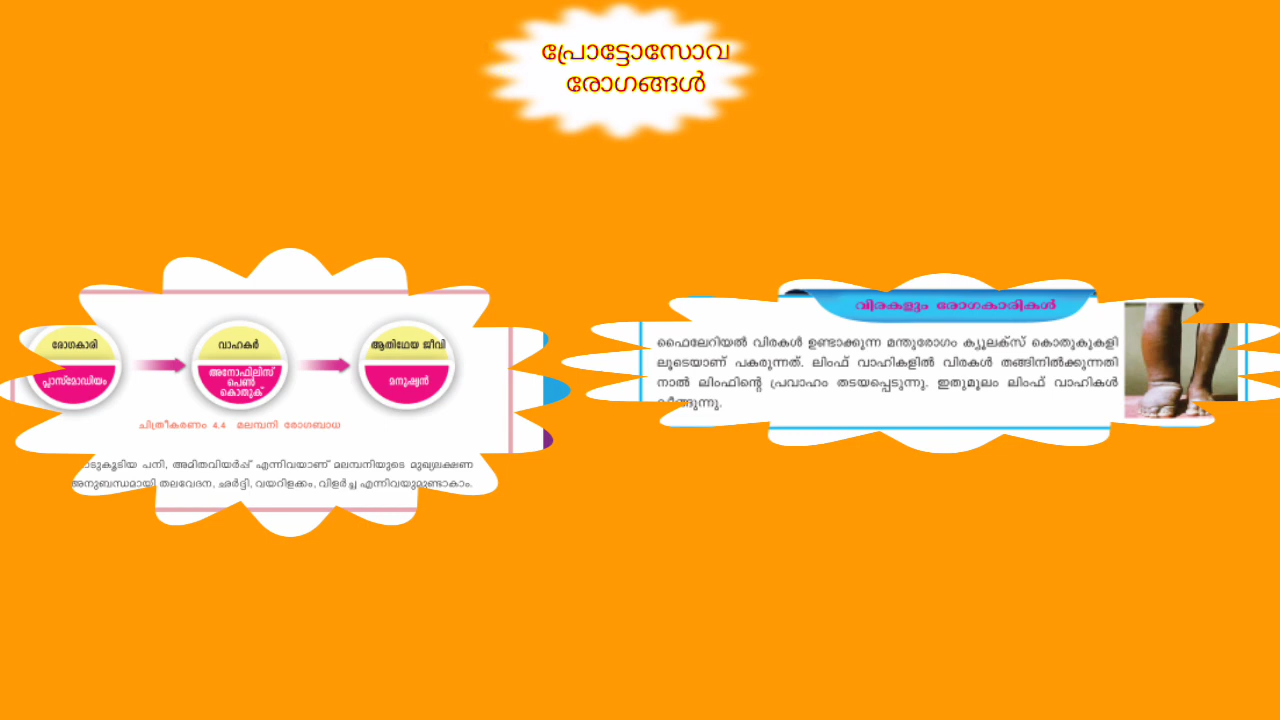 പ്രോട്ടോസോവ
രോഗങ്ങൾ
രോഗകാരി
പ്ലാസ്മോഡിയം
വാഹകർ
അനോഫിലിസ്
പെൺ
കൊതുക്
ആതിഥേയ ജീവി
മനുഷ്യൻ
ചിത്രീകരണം 4.4 മലമ്പനി രോഗബാധ
പനി, അമിതവിയർപ്പ് എന്നിവയാണ് മലമ്പനിയുടെ മുഖ്യലക്ഷണ
അനുബന്ധമായി തലവേദന, ഛർദ്ദി, വയറിളക്കം, വിളർച്ച എന്നിവയുമുണ്ടാകാം.
വിരകളും രോഗകാരികൾ
ഫൈലേറിയൽ വിരകൾ ഉണ്ടാക്കുന്ന മന്തുരോഗം ക്യൂലക്സ് കൊതുകുകളി
ലൂടെയാണ് പകരുന്നത്. ലിംഫ് വാഹികളിൽ വിരകൾ തങ്ങിനിൽക്കുന്നതി
നാൽ ലിംഫിന്റെ പ്രവാഹം തടയപ്പെടുന്നു. ഇതുമൂലം ലിംഫ് വാഹികൾ
വീങ്ങുന്നു.